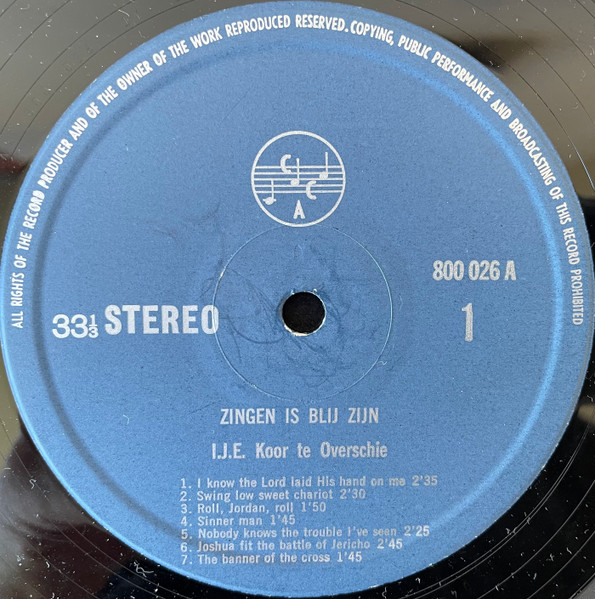 ALL RIGHTS OF THE RECORD PRODUCER AND OF THE OWNER OF THE WORK REPRODUCED RESERVED. COPYING, PUBLIC PERFORMANCE AND BROADCASTING OF THIS RECORD PROHIBITED
C
C
A
800 026 A
33⅓ STEREO
1
ZINGEN IS BLIJ ZIJN
I.J.E. Koor te Overschie
1. I know the Lord laid His hand on me 2'35
2. Swing low sweet chariot 2'30
3. Roll, Jordan, roll 1'50
4. Sinner man 1'45
5. Nobody knows the trouble I've seen 2'25
6. Joshua fit the battle of Jericho 2'45
7. The banner of the cross 1'45